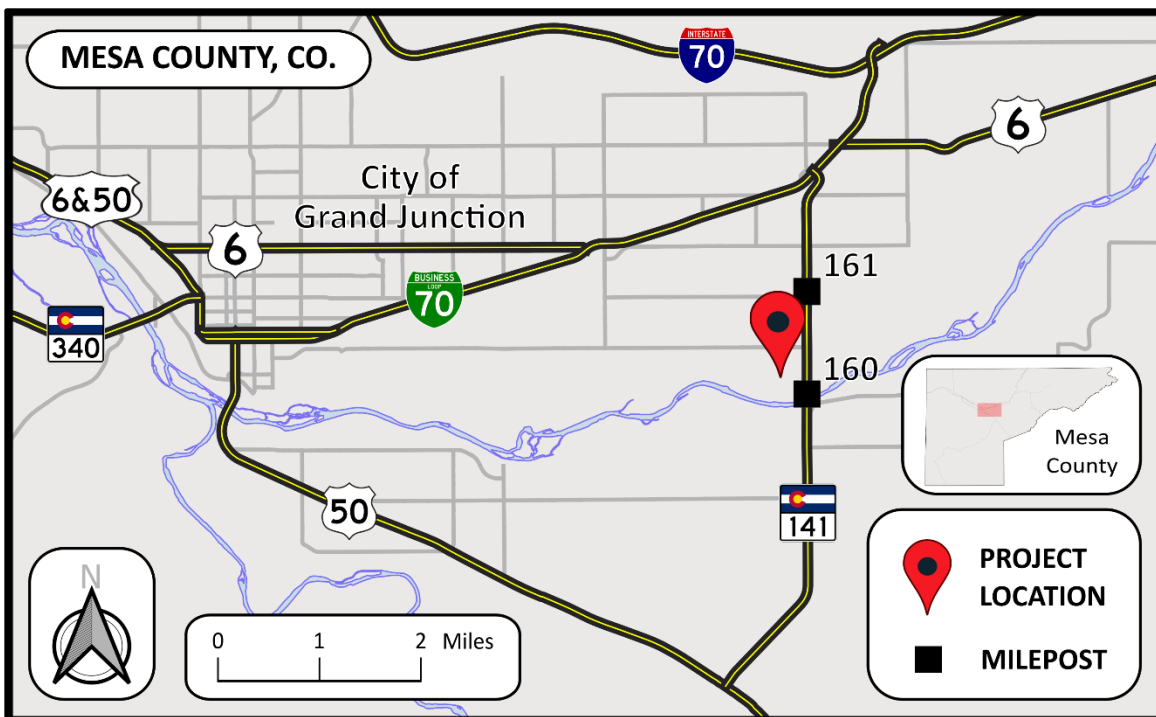 MESA COUNTY, CO.
INTERSTATE
70
6
City of
Grand Junction
6&50
6
BUSINESS
LOOP
70
161
340
160
Mesa
County
50
141
N
0 1 2 Miles
PROJECT
LOCATION
MILEPOST